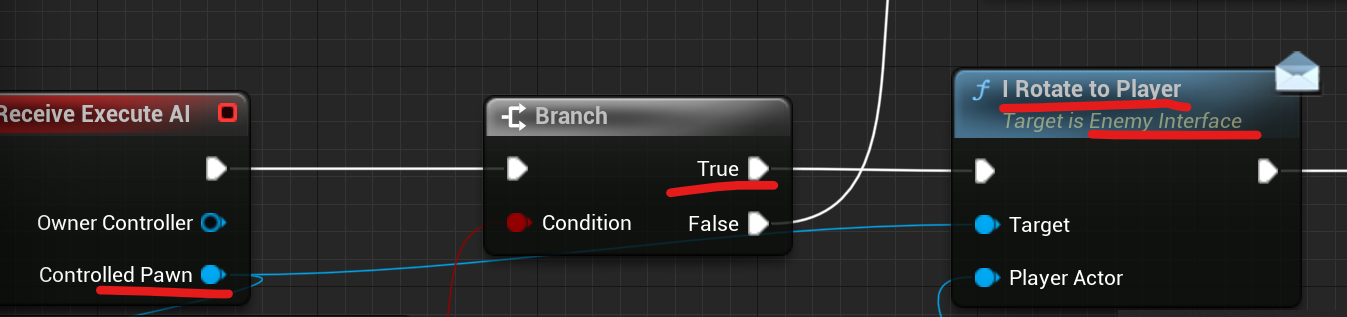 Receive Execute AI
Owner Controller
Controlled Pawn
Branch
True
Condition
False
I Rotate to Player
Target is Enemy Interface
Target
Player Actor